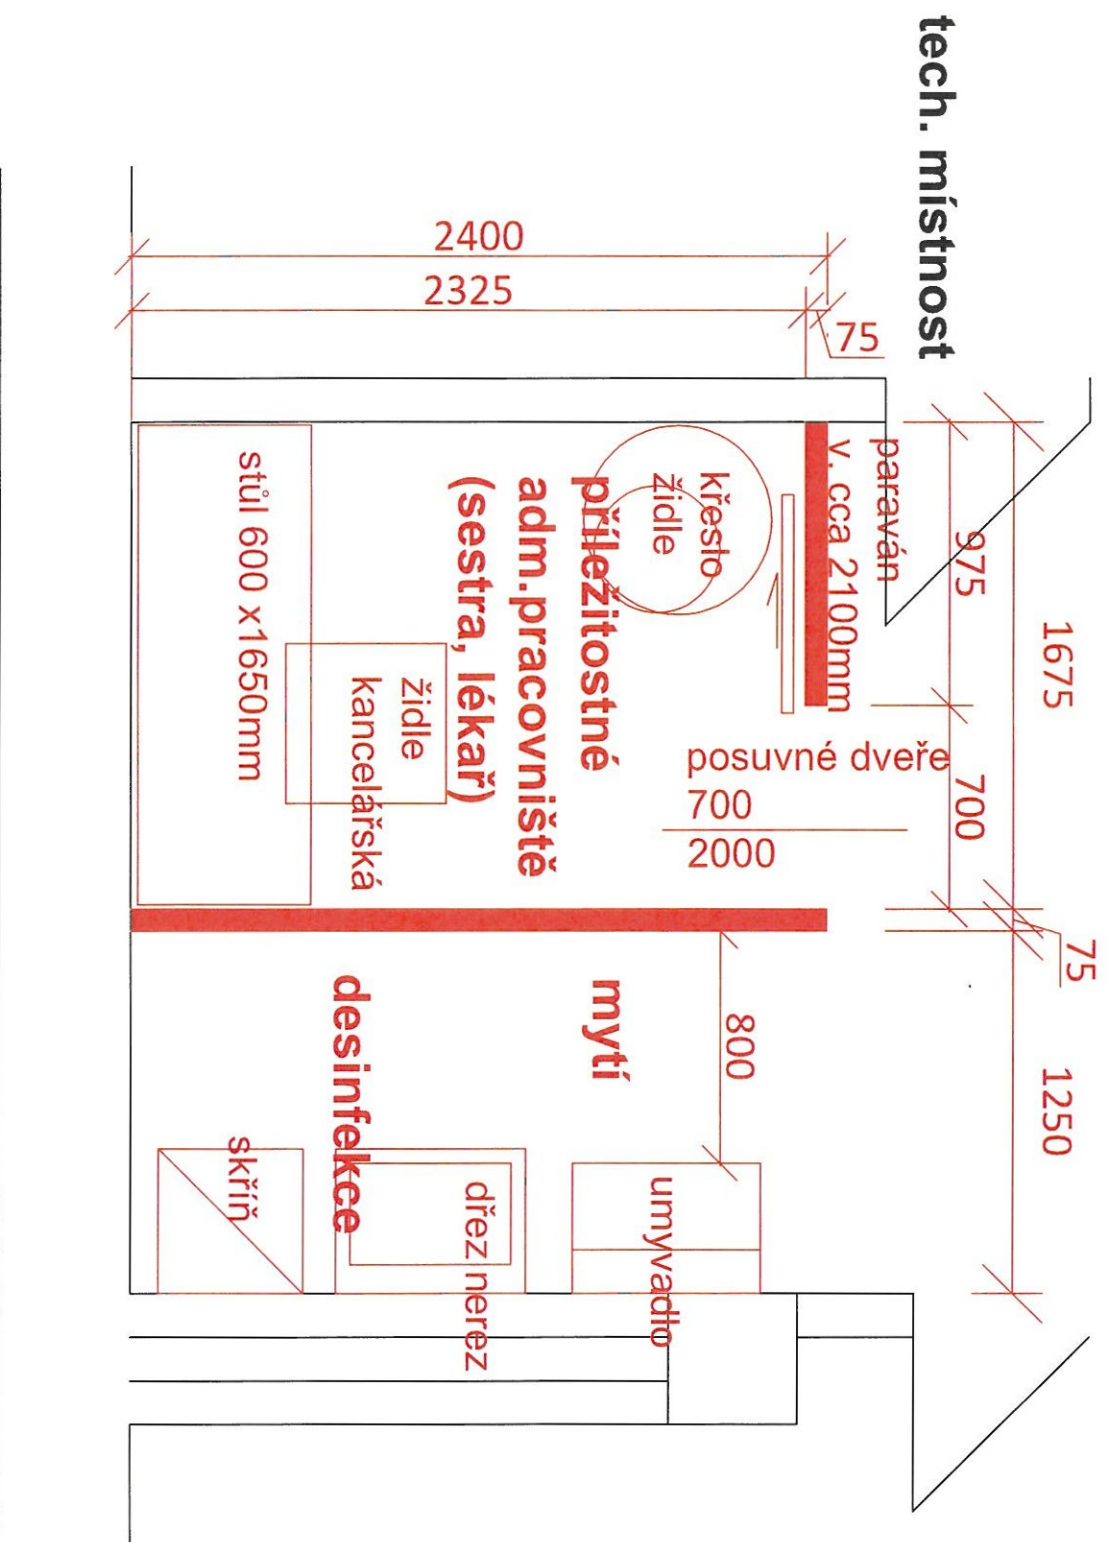 tech. místnost
2400
2325
75
975
1675
700
75
1250
paraván
v. cca 2100mm
křeslo
židle
posuvné dveře
700
2000
příležitostné
adm.pracovniště
(sestra, lékař)
židle
kancelářská
stůl 600 x1650mm
800
mytí
desinfekce
umyvadlo
dřez nerez
skříň